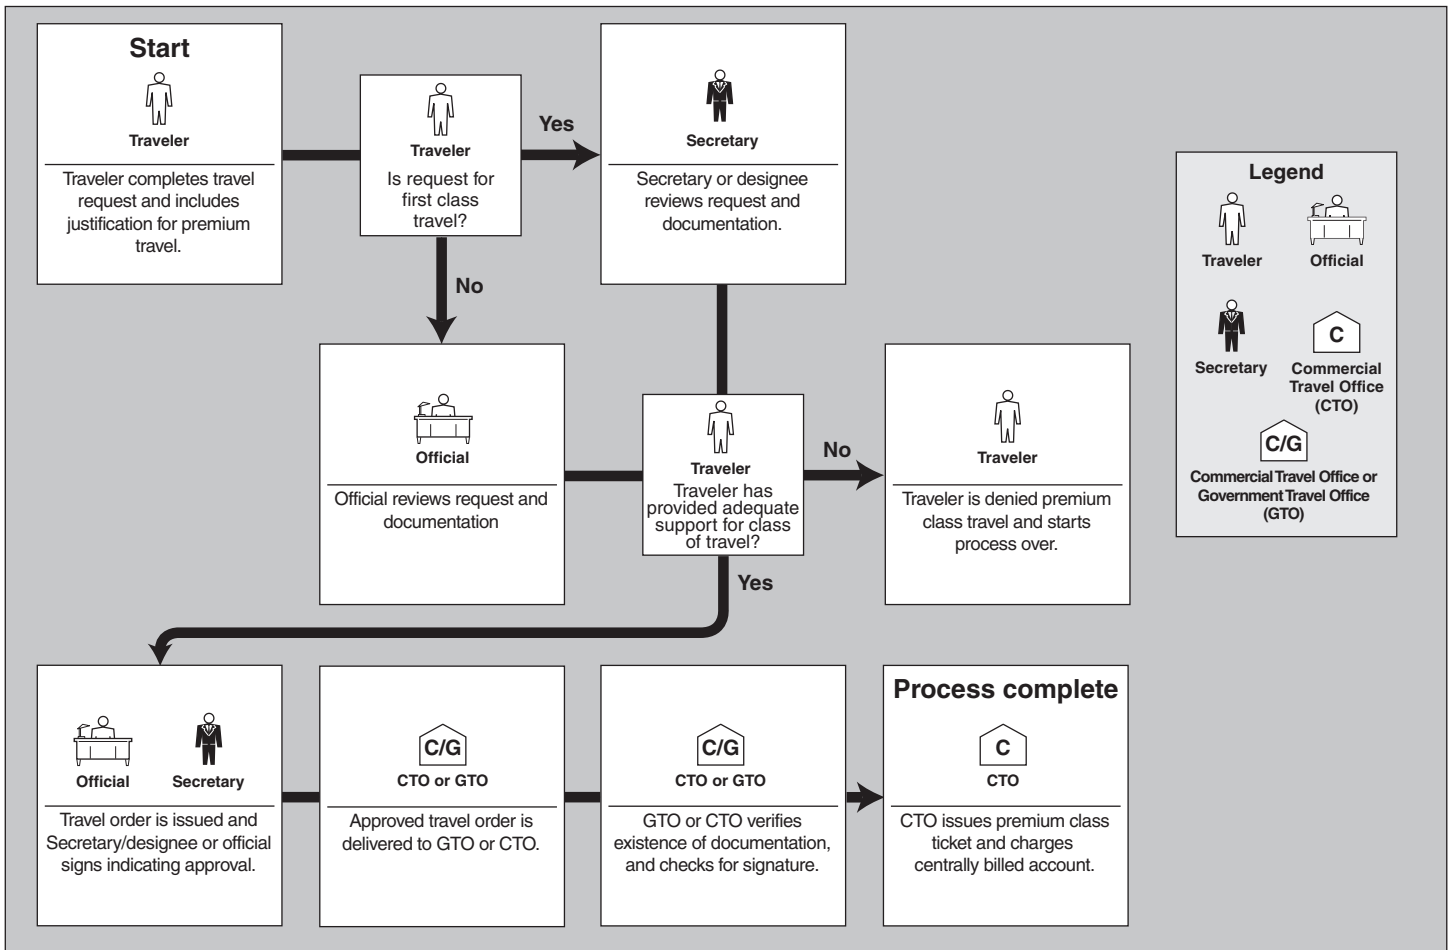 Start
Traveler
Traveler completes travel
request and includes
justification for premium
travel.
Traveler
Is request for
first class
travel?
Yes
No
Secretary
Secretary or designee
reviews request and
documentation.
Official
Official reviews request and
documentation
Traveler
Traveler has
provided adequate
support for class
of travel?
No
Yes
Traveler
Traveler is denied premium
class travel and starts
process over.
Official
Secretary
Travel order is issued and
Secretary/designee or official
signs indicating approval.
C/G
CTO or GTO
Approved travel order is
delivered to GTO or CTO.
C/G
CTO or GTO
GTO or CTO verifies
existence of documentation,
and checks for signature.
Process complete
C
CTO
CTO issues premium class
ticket and charges
centrally billed account.
Legend
Traveler
Official
Secretary
C
Commercial
Travel Office
(CTO)
C/G
Commercial Travel Office or
Government Travel Office
(GTO)